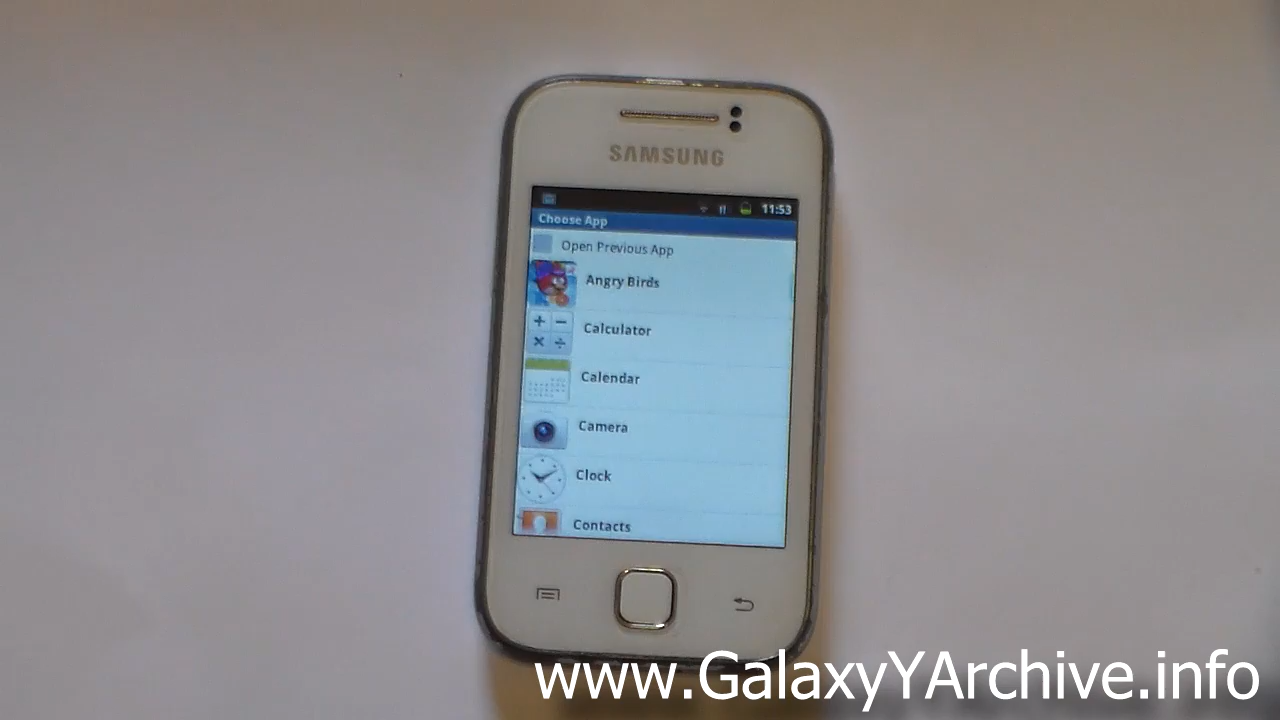 SAMSUNG
11:53
Choose App
Open Previous App
Angry Birds
Calculator
Calendar
Camera
Clock
Contacts
www.GalaxyYArchive.info